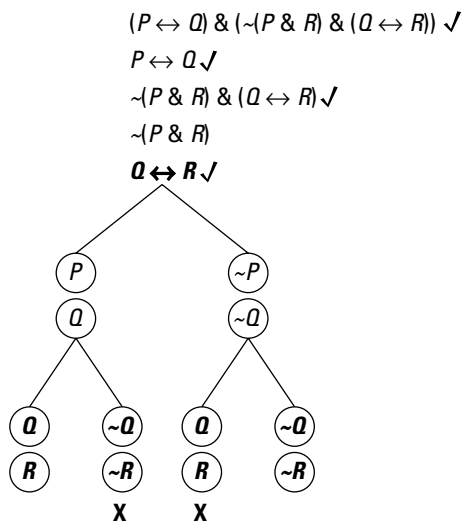 (P ↔ Q) & (~(P & R) & (Q ↔ R)) ✓
P ↔ Q ✓
~(P & R) & (Q ↔ R) ✓
~(P & R)
Q ↔ R ✓
P ~P
Q ~Q
Q ~Q Q ~Q
R ~R R ~R
X X